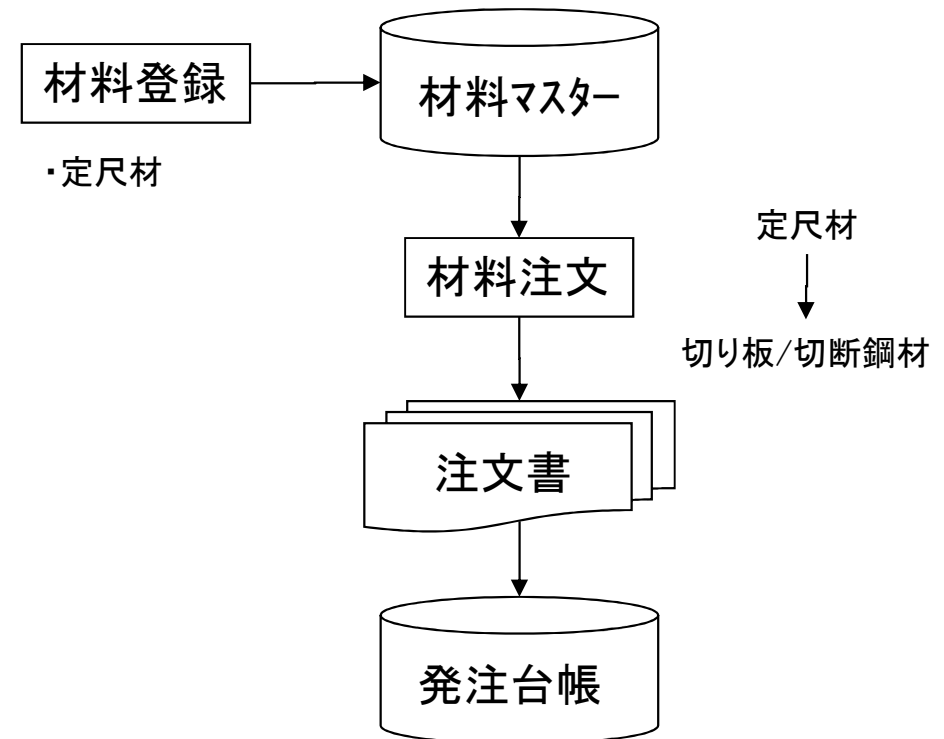 材料登録
材料マスター
・定尺材
材料注文
定尺材
切り板/切断鋼材
注文書
発注台帳